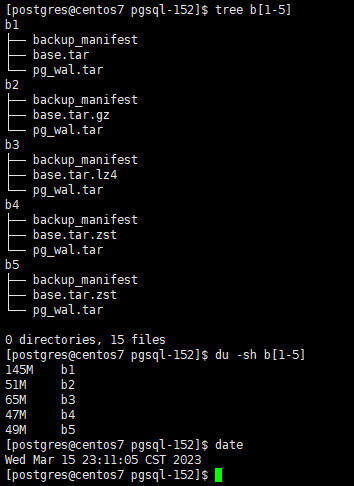 [postgres@centos7 pgsql-152]$ tree b[1-5]
b1
├── backup_manifest
├── base.tar
└── pg_wal.tar
b2
├── backup_manifest
├── base.tar.gz
└── pg_wal.tar
b3
├── backup_manifest
├── base.tar.lz4
└── pg_wal.tar
b4
├── backup_manifest
├── base.tar.zst
└── pg_wal.tar
b5
├── backup_manifest
├── base.tar.zst
└── pg_wal.tar

0 directories, 15 files
[postgres@centos7 pgsql-152]$ du -sh b[1-5]
145M    b1
51M     b2
65M     b3
47M     b4
49M     b5
[postgres@centos7 pgsql-152]$ date
Wed Mar 15 23:11:05 CST 2023
[postgres@centos7 pgsql-152]$